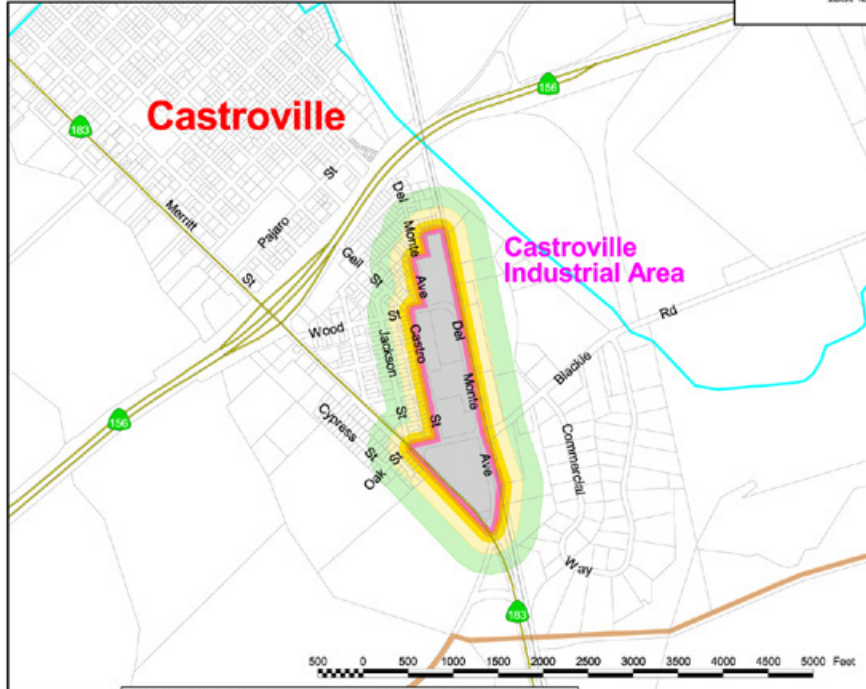 156
183
Castroville
St
Merritt
Pajaro
St
Del
Monte
Ave
Geil
St
Castroville
Industrial Area
Rd
Wood
St
Jackson
St
Castro
St
Del
Monte
Ave
Blackie
Cypress
St
Oak
St
Commercial
Way
156
183
500 0 500 1000 1500 2000 2500 3000 3500 4000 4500 5000 Feet